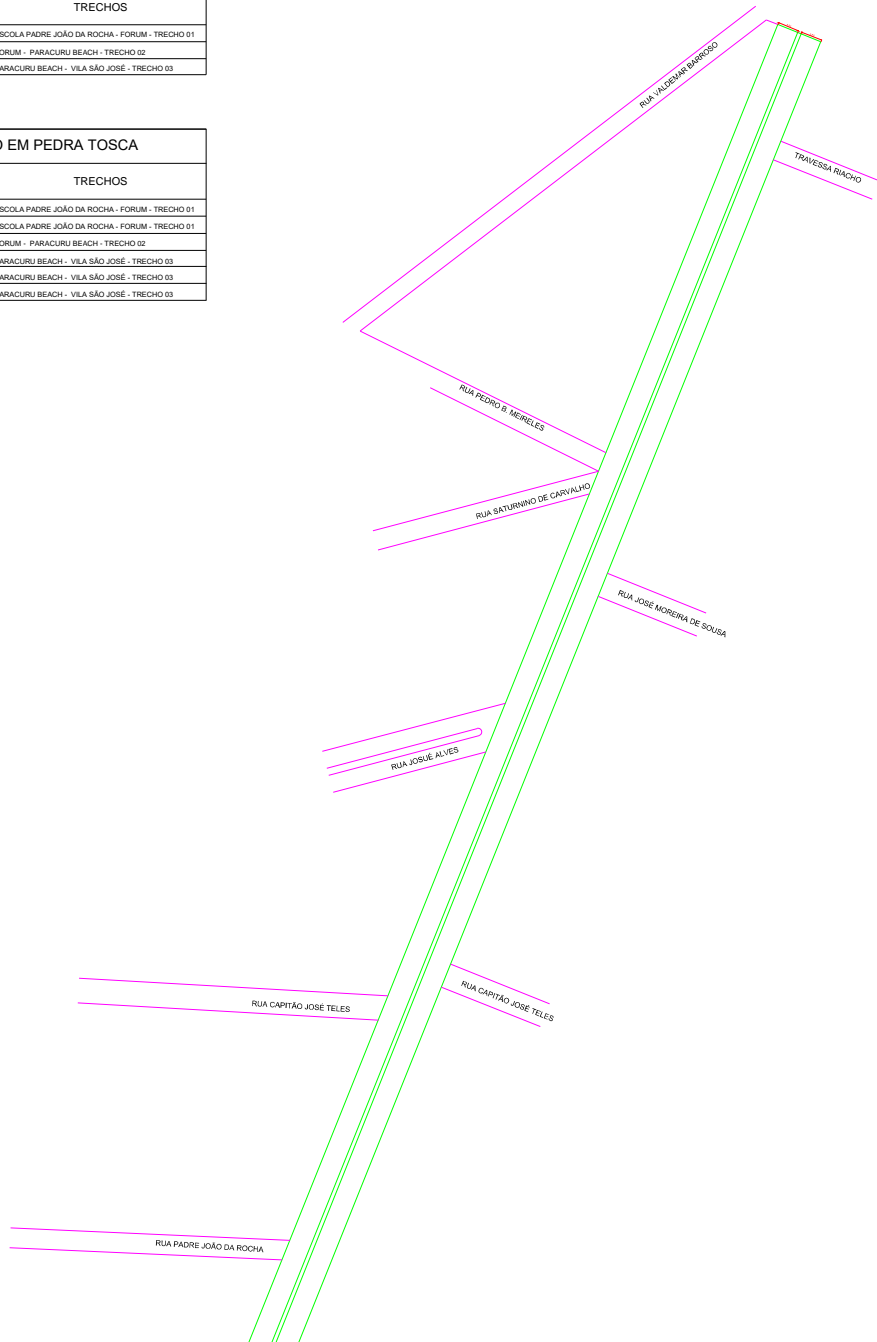 TRECHOS
SCOLA PADRE JOÃO DA ROCHA - FORUM - TRECHO 01
ORUM - PARACURU BEACH - TRECHO 02
ARACURU BEACH - VILA SÃO JOSÉ - TRECHO 03
O EM PEDRA TOSCA
TRECHOS
SCOLA PADRE JOÃO DA ROCHA - FORUM - TRECHO 01
SCOLA PADRE JOÃO DA ROCHA - FORUM - TRECHO 01
ORUM - PARACURU BEACH - TRECHO 02
ARACURU BEACH - VILA SÃO JOSÉ - TRECHO 03
ARACURU BEACH - VILA SÃO JOSÉ - TRECHO 03
ARACURU BEACH - VILA SÃO JOSÉ - TRECHO 03
RUA VALDEMAR BARROSO
TRAVESSA RIACHO
RUA PEDRO B. MEIRELES
RUA SATURNINO DE CARVALHO
RUA JOSÉ MOREIRA DE SOUSA
RUA JOSUÉ ALVES
RUA CAPITÃO JOSÉ TELES
RUA CAPITÃO JOSÉ TELES
RUA PADRE JOÃO DA ROCHA